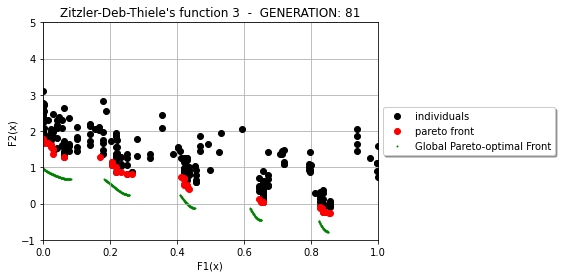 Zitzler-Deb-Thiele's function 3  -  GENERATION: 81
5
4
3
2
1
0
−1
F2(x)
0.0 0.2 0.4 0.6 0.8 1.0
F1(x)
individuals
pareto front
Global Pareto-optimal Front